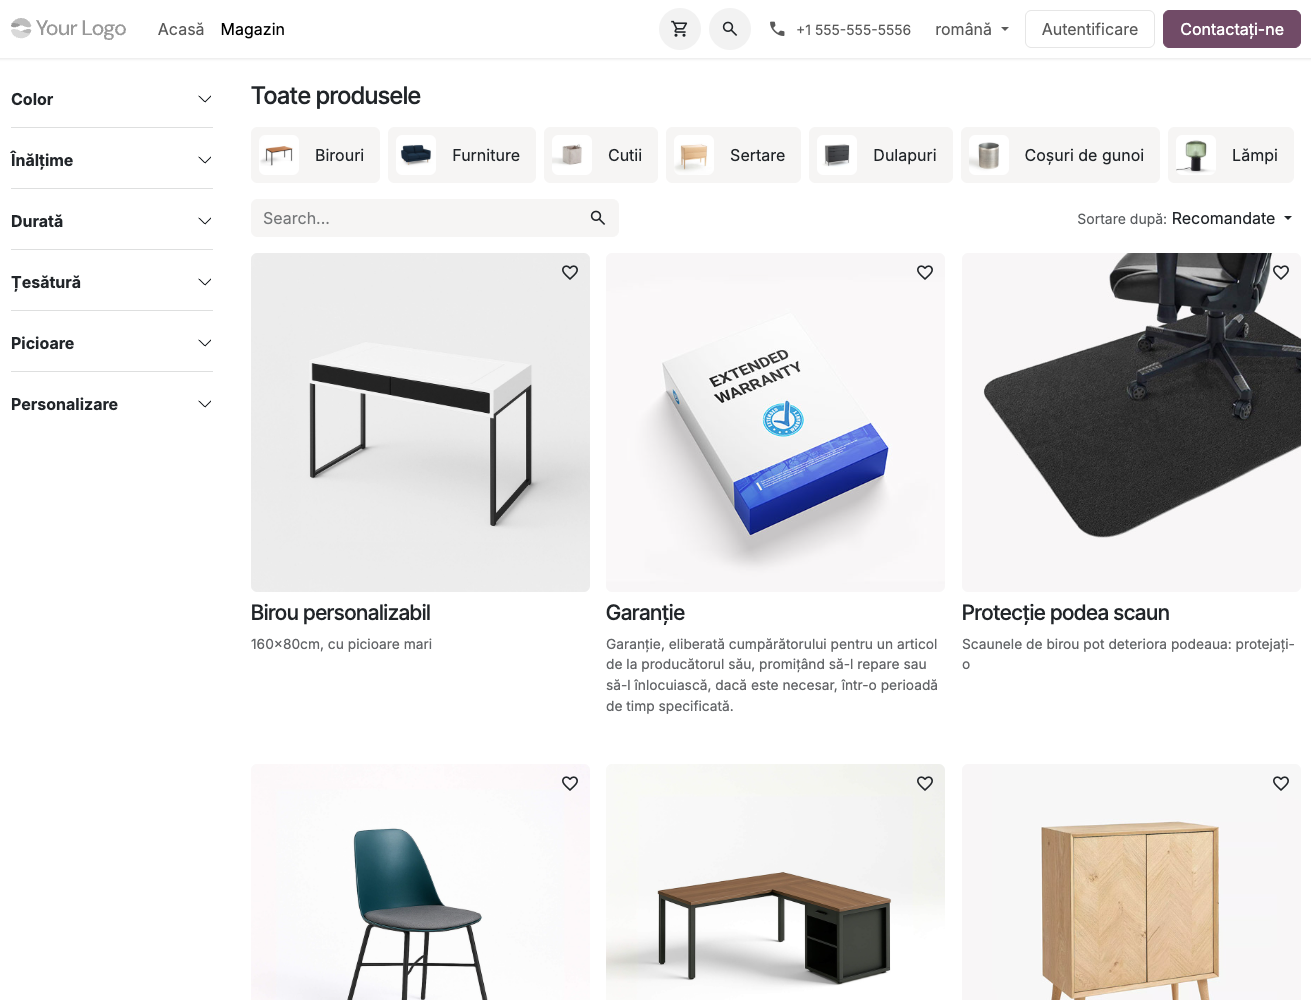 Your Logo
Acasă
Magazin
+1 555-555-5556
română
Autentificare
Contactați-ne
Color
Înălțime
Durată
Țesătură
Picioare
Personalizare
Toate produsele
Birouri
Furniture
Cutii
Sertare
Dulapuri
Coșuri de gunoi
Lămpi
Search...
Sortare după: Recomandate
EXTENDED
WARRANTY
Birou personalizabil
160x80cm, cu picioare mari
Garanție
Garanție, eliberată cumpărătorului pentru un articol
de la producătorul său, promițând să-l repare sau
să-l înlocuiască, dacă este necesar, într-o perioadă
de timp specificată.
Protecție podea scaun
Scaunele de birou pot deteriora podeaua: protejați-
o